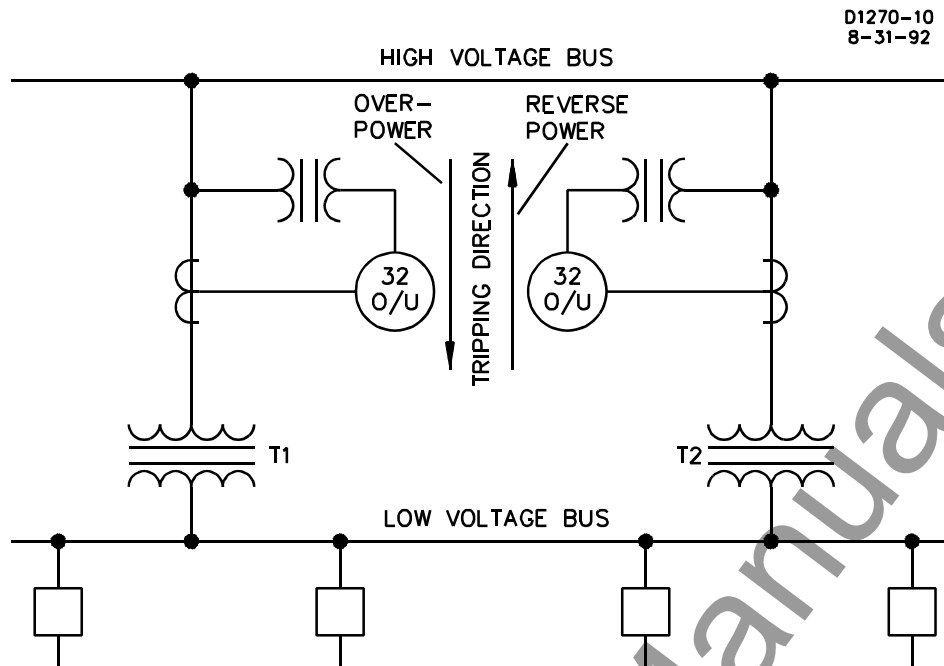 D1270-10
8-31-92
HIGH VOLTAGE BUS
OVER-
POWER
REVERSE
POWER
TRIPPING DIRECTION
32
O/U
32
O/U
T1
T2
LOW VOLTAGE BUS
Manuals